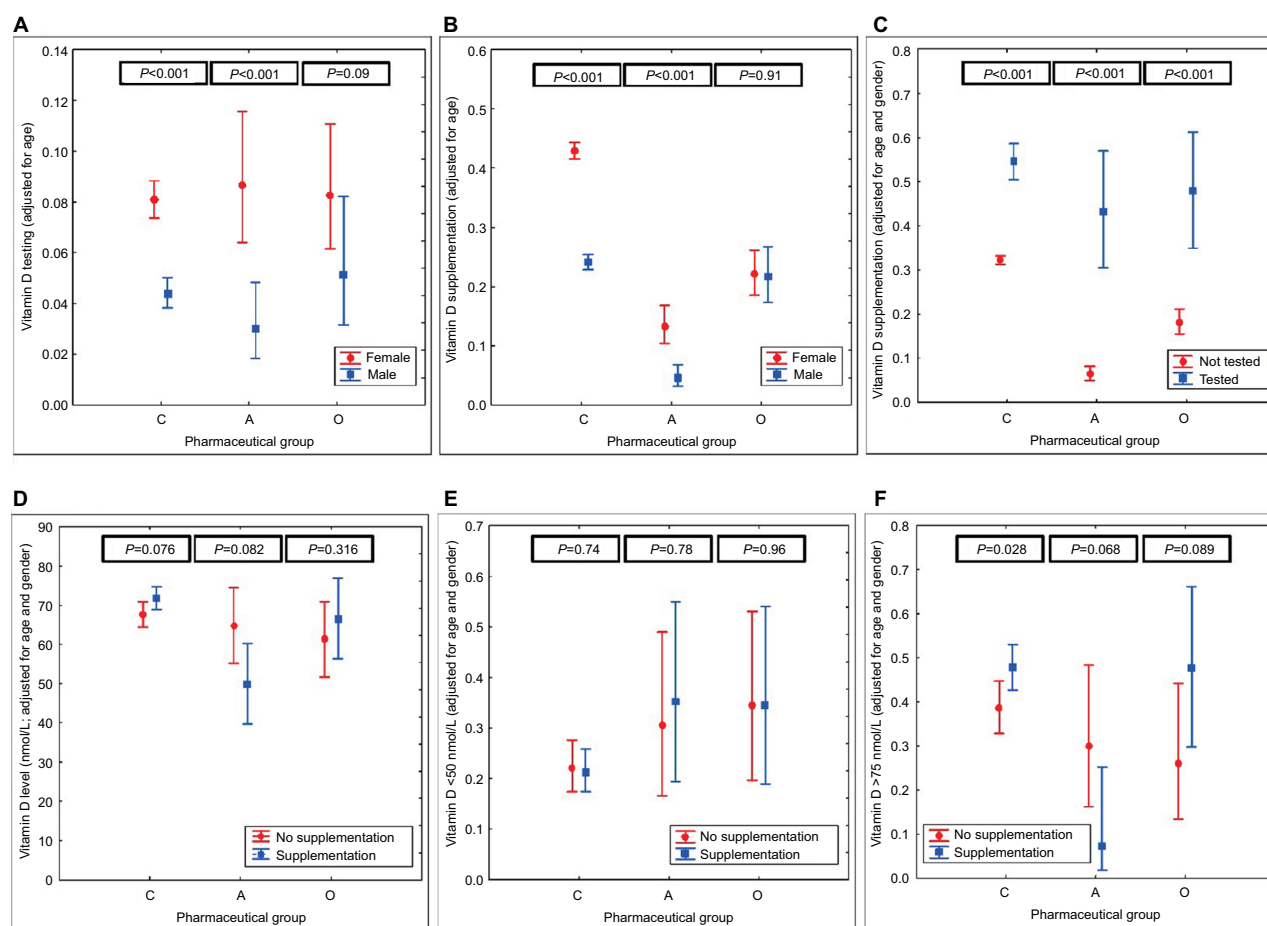 A
Vitamin D testing (adjusted for age)
0.14
0.12
0.10
0.08
0.06
0.04
0.02
0.00
P<0.001
P<0.001
P=0.09
Female
Male
C
A
O
Pharmaceutical group
B
Vitamin D supplementation (adjusted for age)
0.6
0.5
0.4
0.3
0.2
0.1
0.0
P<0.001
P<0.001
P=0.91
Female
Male
C
A
O
Pharmaceutical group
C
Vitamin D supplementation (adjusted for age and gender)
0.8
0.7
0.6
0.5
0.4
0.3
0.2
0.1
0.0
P<0.001
P<0.001
P<0.001
Not tested
Tested
C
A
O
Pharmaceutical group
D
Vitamin D level (nmol/L; adjusted for age and gender)
90
80
70
60
50
40
30
20
10
0
P=0.076
P=0.082
P=0.316
No supplementation
Supplementation
C
A
O
Pharmaceutical group
E
Vitamin D <50 nmol/L (adjusted for age and gender)
0.7
0.6
0.5
0.4
0.3
0.2
0.1
0.0
P=0.74
P=0.78
P=0.96
No supplementation
Supplementation
C
A
O
Pharmaceutical group
F
Vitamin D >75 nmol/L (adjusted for age and gender)
0.8
0.7
0.6
0.5
0.4
0.3
0.2
0.1
0.0
P=0.028
P=0.068
P=0.089
No supplementation
Supplementation
C
A
O
Pharmaceutical group